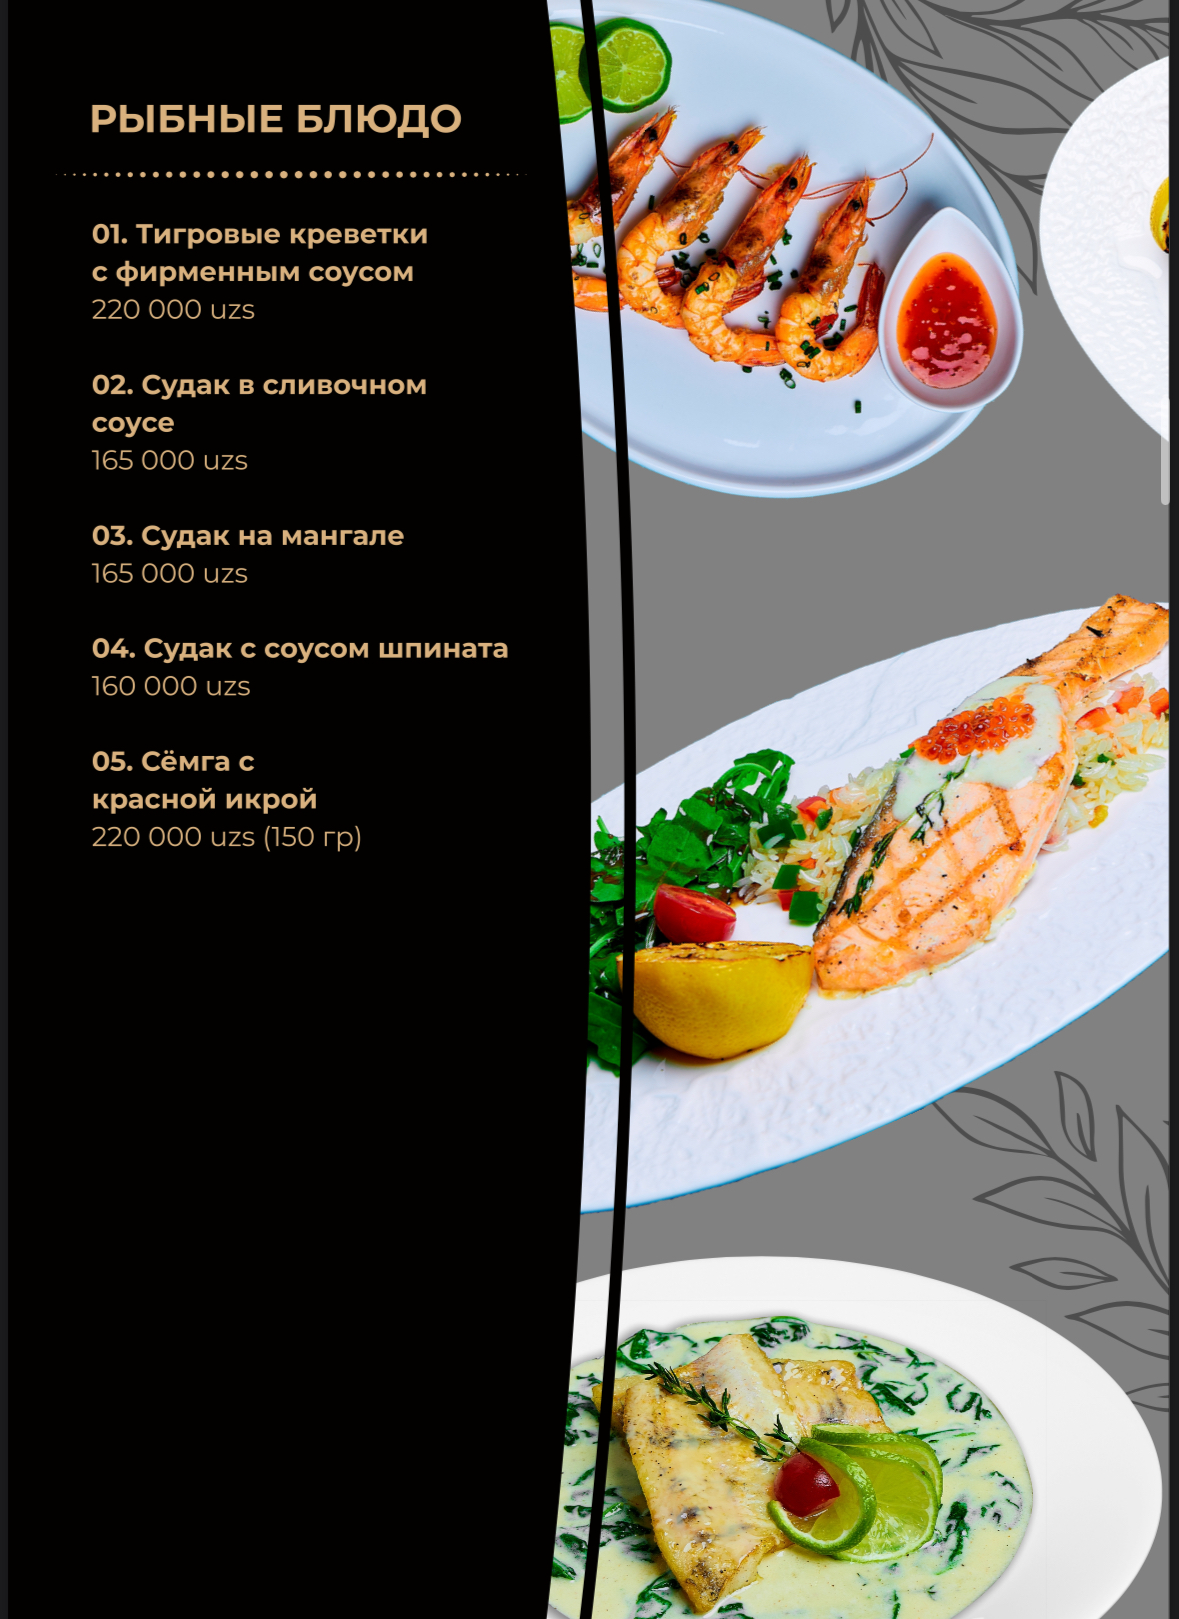 РЫБНЫЕ БЛЮДО
01. Тигровые креветки
с фирменным соусом
220 000 uzs
02. Судак в сливочном
соусе
165 000 uzs
03. Судак на мангале
165 000 uzs
04. Судак с соусом шпината
160 000 uzs
05. Сёмга с
красной икрой
220 000 uzs (150 гр)